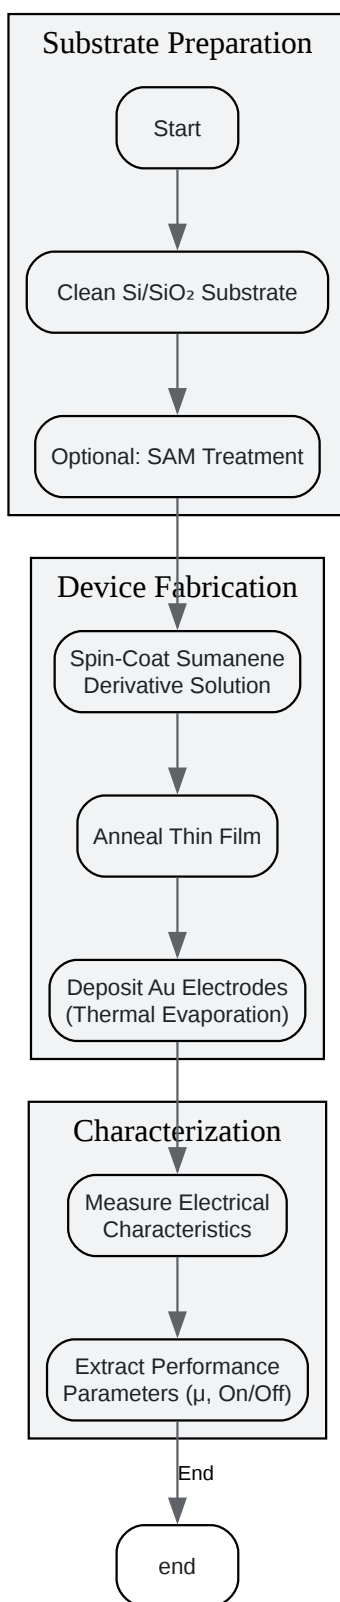 Substrate Preparation
Start
Clean Si/SiO₂ Substrate
Optional: SAM Treatment
Device Fabrication
Spin-Coat Sumanene
Derivative Solution
Anneal Thin Film
Deposit Au Electrodes
(Thermal Evaporation)
Characterization
Measure Electrical
Characteristics
Extract Performance
Parameters (μ, On/Off)
End
end